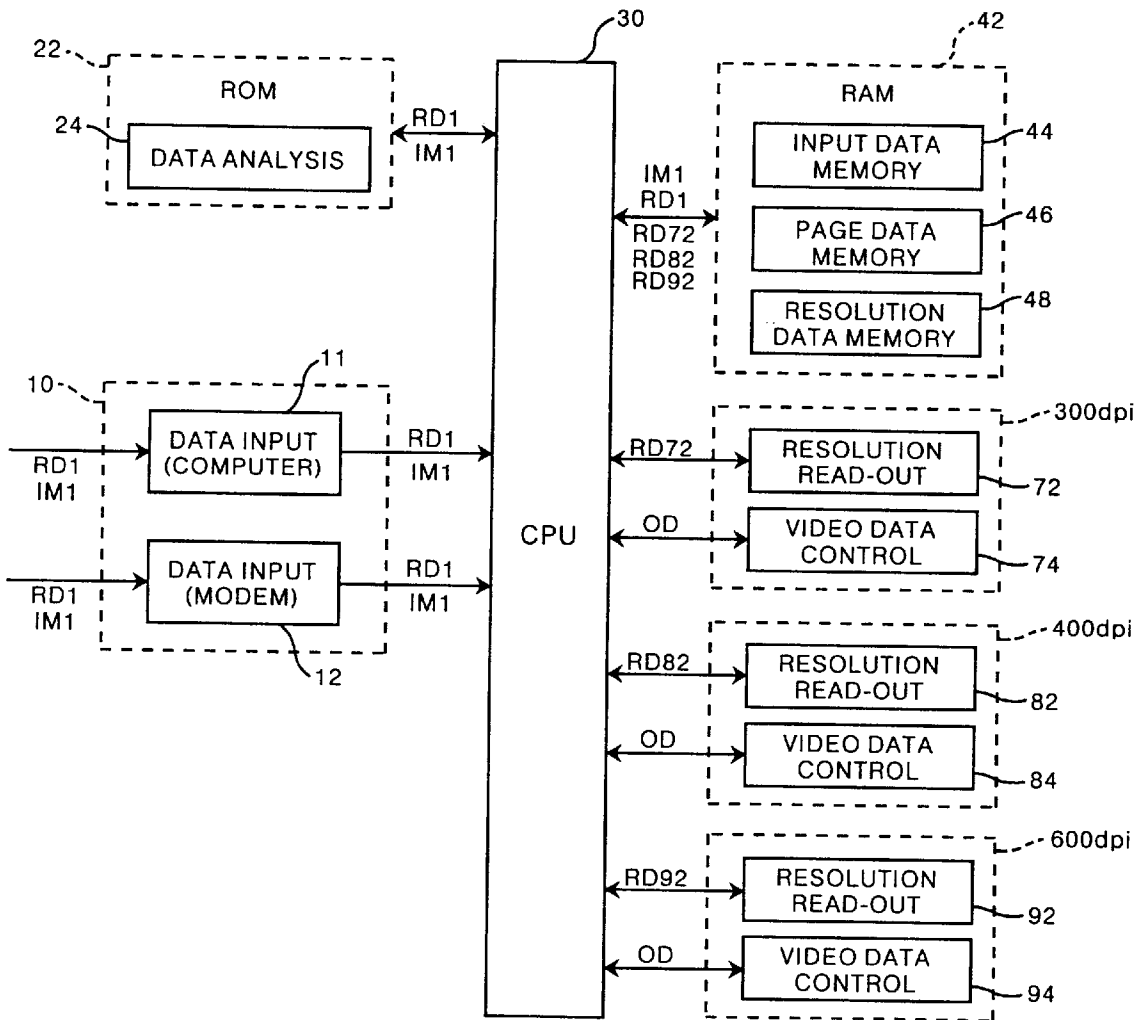 30
22
ROM
24
DATA ANALYSIS
RD1
IM1
42
RAM
44
INPUT DATA
MEMORY
46
PAGE DATA
MEMORY
48
RESOLUTION
DATA MEMORY
IM1
RD1
RD72
RD82
RD92
10
11
DATA INPUT
(COMPUTER)
RD1
IM1
RD1
IM1
DATA INPUT
(MODEM)
RD1
IM1
RD1
IM1
12
CPU
300dpi
RD72
RESOLUTION
READ-OUT
72
OD
VIDEO DATA
CONTROL
74
400dpi
RD82
RESOLUTION
READ-OUT
82
OD
VIDEO DATA
CONTROL
84
600dpi
RD92
RESOLUTION
READ-OUT
92
OD
VIDEO DATA
CONTROL
94